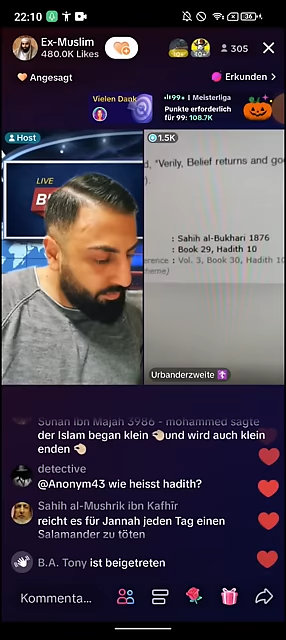 22:10
36
Ex-Muslim
480.0K Likes
305
Angesagt
Erkunden >
Vielen Dank
Meisterliga
Punkte erforderlich
für 99: 108.7K
Host
1.5K
LIVE
"Verily, Belief returns and
: Sahih al-Bukhari 1876
: Book 29, Hadith 10
: Vol. 3, Book 30, Hadith 10
Urbanderzweite
Sunan Ibn Majah 3986 - mohammed sagte
der Islam began klein und wird auch klein
enden
detective
@Anonym43 wie heisst hadith?
Sahih al-Mushrik ibn Kafhīr
reicht es für Jannah jeden Tag einen
Salamander zu töten
B.A. Tony ist beigetreten
Kommenta...